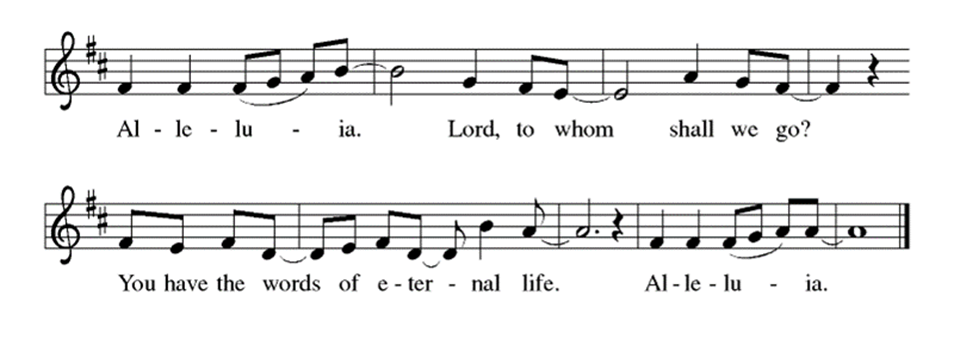 Al - le - lu - ia. Lord, to whom shall we go?
You have the words of e - ter - nal life. Al - le - lu - ia.